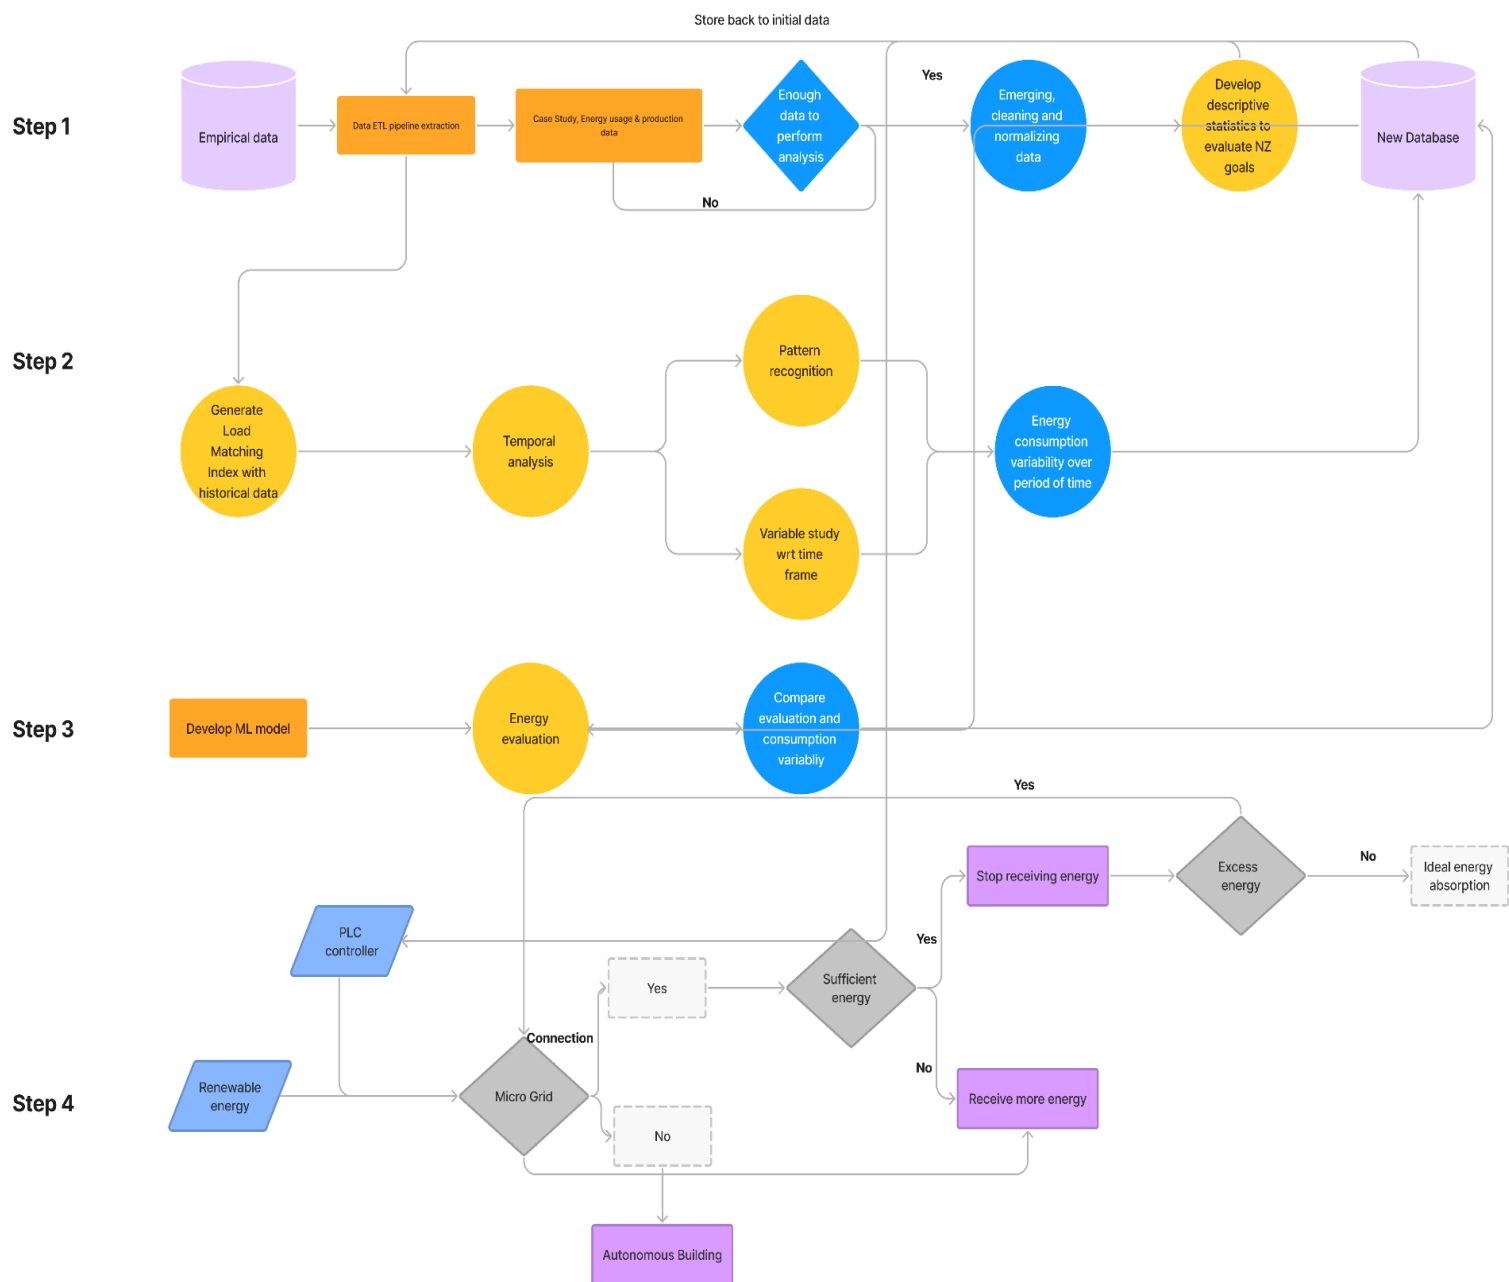 Store back to initial data
Step 1
Empirical data
Data ETL pipeline extraction
Case Study, Energy usage & production
data
Enough
data to
perform
analysis
No
Yes
Emerging,
cleaning and
normalizing
data
Develop
descriptive
statistics to
evaluate NZ
goals
New Database
Step 2
Generate
Load
Matching
Index with
historical data
Temporal
analysis
Pattern
recognition
Variable study
wrt time
frame
Energy
consumption
variability over
period of time
Step 3
Develop ML model
Energy
evaluation
Compare
evaluation and
consumption
variabliy
Yes
Stop receiving energy
Excess
energy
No
Ideal energy
absorption
PLC
controller
Yes
Sufficient
energy
Yes
No
Connection
Step 4
Renewable
energy
Micro Grid
No
Receive more energy
Autonomous Building